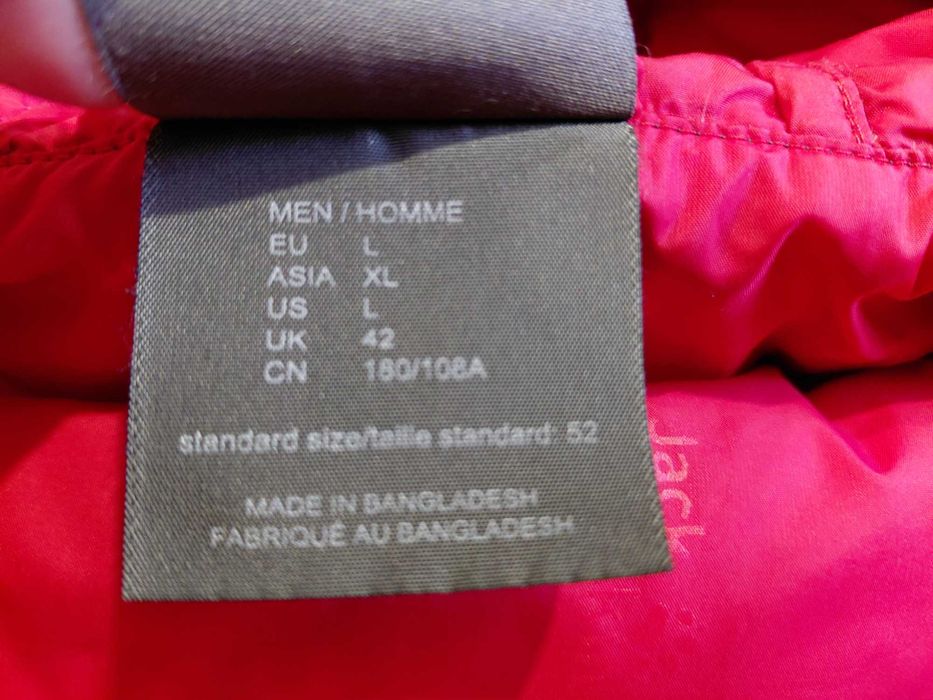 MEN / HOMME
EU L
ASIA XL
US L
UK 42
CN 180/108A
standard size/taille standard 52
MADE IN BANGLADESH
FABRIQUÉ AU BANGLADESH
Jack